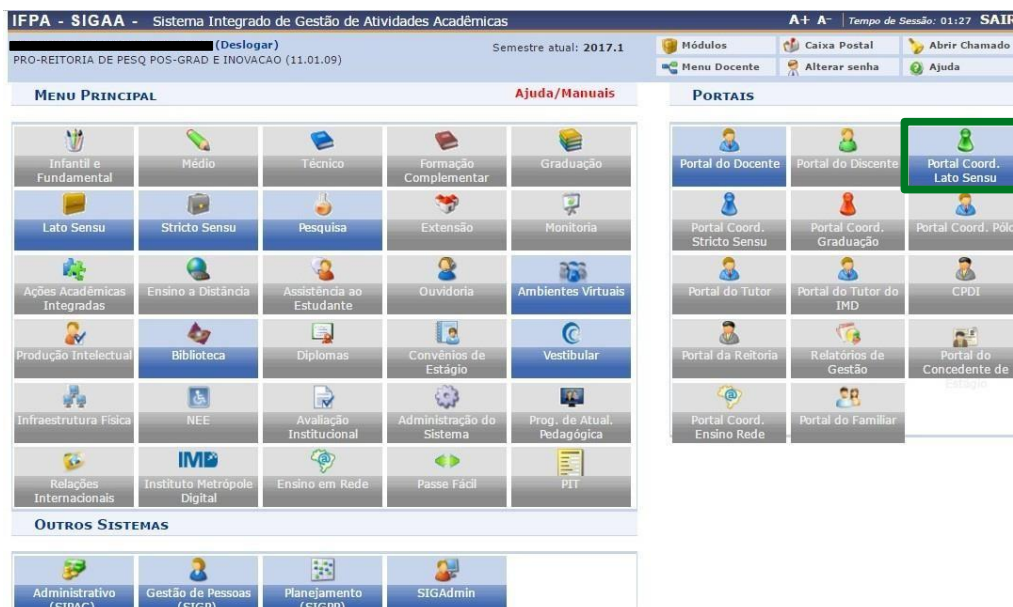 IFPA - SIGAA - Sistema Integrado de Gestão de Atividades Acadêmicas
A+ A- | Tempo de Sessão: 01:27 SAIR
(Deslogar)
Semestre atual: 2017.1
PRO-REITORIA DE PESQ POS-GRAD E INOVACAO (11.01.09)
Módulos
Caixa Postal
Abrir Chamado
Menu Docente
Alterar senha
Ajuda
MENU PRINCIPAL
Ajuda/Manuais
Infantil e
Fundamental
Médio
Técnico
Formação
Complementar
Graduação
Lato Sensu
Stricto Sensu
Pesquisa
Extensão
Monitoria
Ações Acadêmicas
Integradas
Ensino a Distância
Assistência ao
Estudante
Ouvidoria
Ambientes Virtuais
Produção Intelectual
Biblioteca
Diplomas
Convênios de
Estágio
Vestibular
Infraestrutura Física
NEE
Avaliação
Institucional
Administração do
Sistema
Prog. de Atual.
Pedagógica
Relações
Internacionais
IMD
Instituto Metrópole
Digital
Ensino em Rede
Passe Fácil
PIT
PORTAIS
Portal do Docente
Portal do Discente
Portal Coord.
Lato Sensu
Portal Coord.
Stricto Sensu
Portal Coord.
Graduação
Portal Coord. Pólo
Portal do Tutor
Portal do Tutor do
IMD
CPDI
Portal da Reitoria
Relatórios de
Gestão
Portal do
Concedente de
Estágio
Portal Coord.
Ensino Rede
Portal do Familiar
OUTROS SISTEMAS
Administrativo
(SIPAC)
Gestão de Pessoas
(SIGP)
Planejamento
(SIGPP)
SIGAdmin